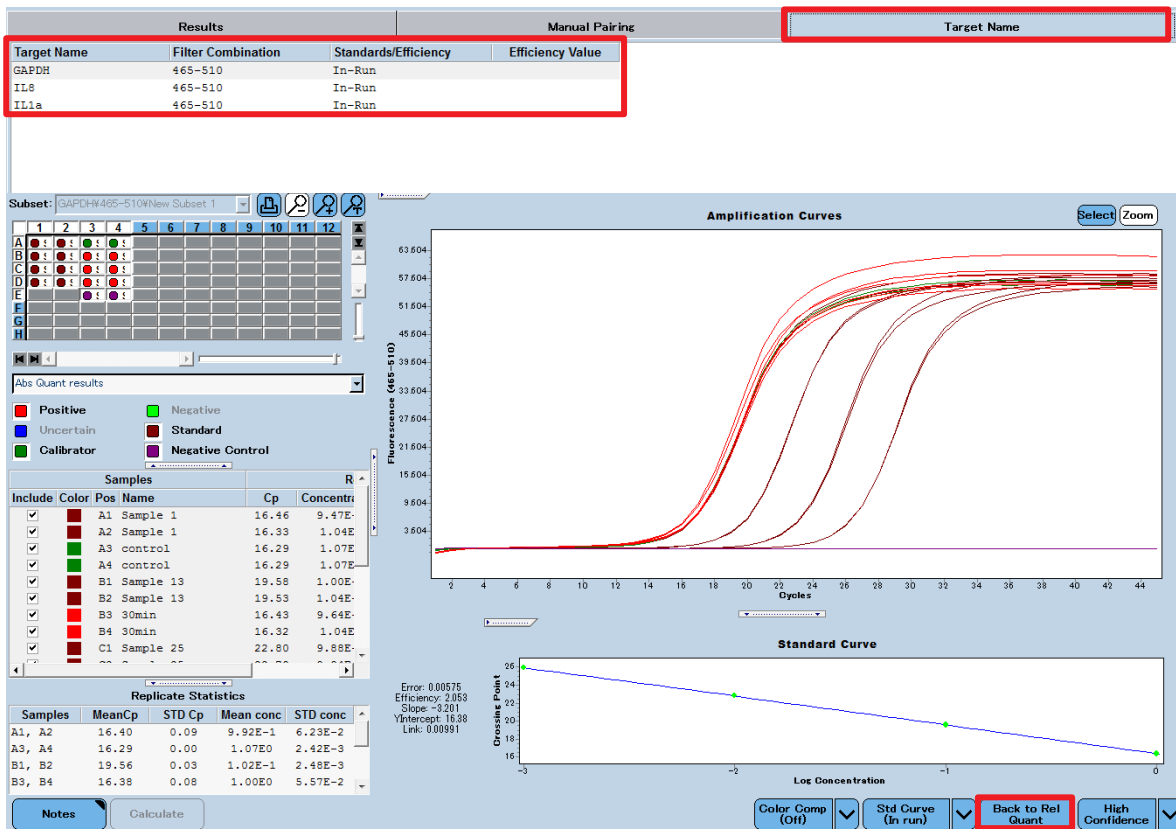 Results Manual Pairing Target Name
Target Name Filter Combination Standards/Efficiency Efficiency Value
GAPDH 465-510 In-Run
IL8 465-510 In-Run
IL1a 465-510 In-Run
Subset: GAPDH¥465-510¥New Subset 1
1 2 3 4 5 6 7 8 9 10 11 12
A
B
C
D
E
F
G
H
Abs Quant results
Positive Negative
Uncertain Standard
Calibrator Negative Control
Samples R
Include Color Pos Name Cp Concentra
A1 Sample 1 16.46 9.47E-
A2 Sample 1 16.33 1.04E
A3 control 16.29 1.07E
A4 control 16.29 1.07E
B1 Sample 13 19.58 1.00E-
B2 Sample 13 19.53 1.04E-
B3 30min 16.43 9.64E-
B4 30min 16.32 1.04E
C1 Sample 25 22.80 9.88E-
Replicate Statistics
Samples MeanCp STD Cp Mean conc STD conc
A1, A2 16.40 0.09 9.92E-1 6.23E-2
A3, A4 16.29 0.00 1.07E0 2.42E-3
B1, B2 19.56 0.03 1.02E-1 2.48E-3
B3, B4 16.38 0.08 1.00E0 5.57E-2
Notes Calculate
Amplification Curves
Select Zoom
Fluorescence (465-510)
63.604
57.604
51.604
45.604
39.604
33.604
27.604
21.604
15.604
9.604
3.604
2 4 6 8 10 12 14 16 18 20 22 24 26 28 30 32 34 36 38 40 42 44
Cycles
Standard Curve
Error: 0.00575
Efficiency: 2.053
Slope: -3.201
YIntercept: 16.38
Link: 0.00991
Crossing Point
26
24
22
20
18
16
-3 -2 -1 0
Log Concentration
Color Comp (Off)
Std Curve (In run)
Back to Rel Quant
High Confidence